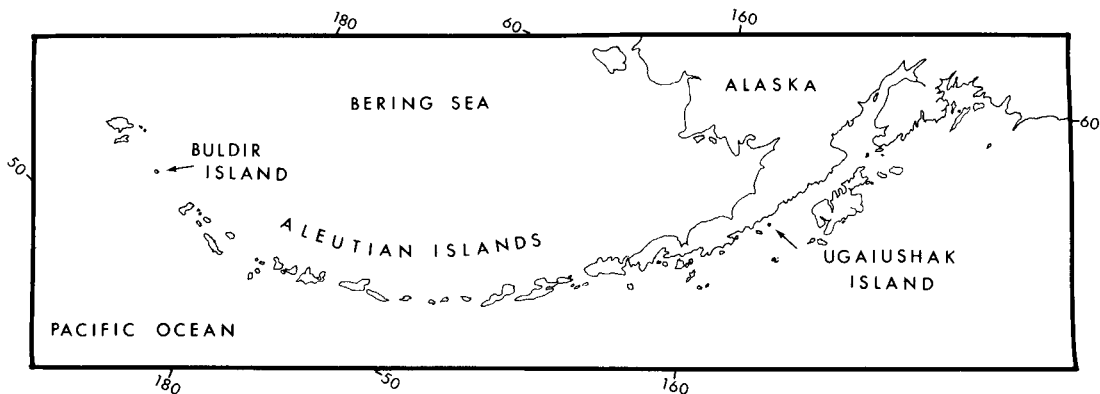 180 60 160
BERING SEA
ALASKA
60
BULDIR
ISLAND
50
ALEUTIAN ISLANDS
UGAIUSHAK
ISLAND
PACIFIC OCEAN
180 50 160